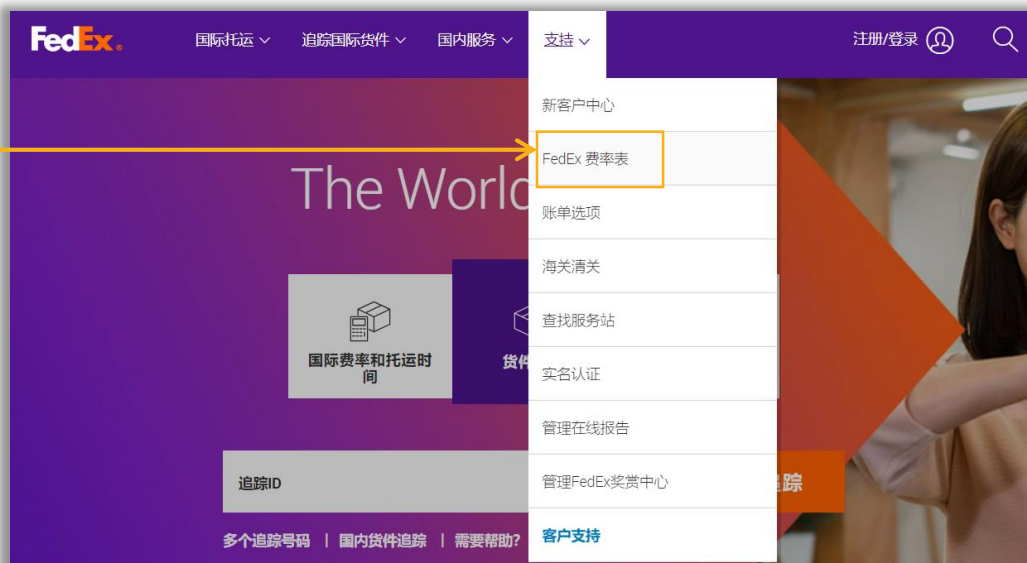 FedEx® 国际托运 追踪国际货件 国内服务 支持 注册/登录
新客户中心
FedEx 费率表
账单选项
海关清关
查找服务站
实名认证
管理在线报告
管理FedEx奖赏中心
客户支持
The World
国际费率和托运时
间
货件
追踪ID
踪
多个追踪号码 | 国内货件追踪 | 需要帮助?